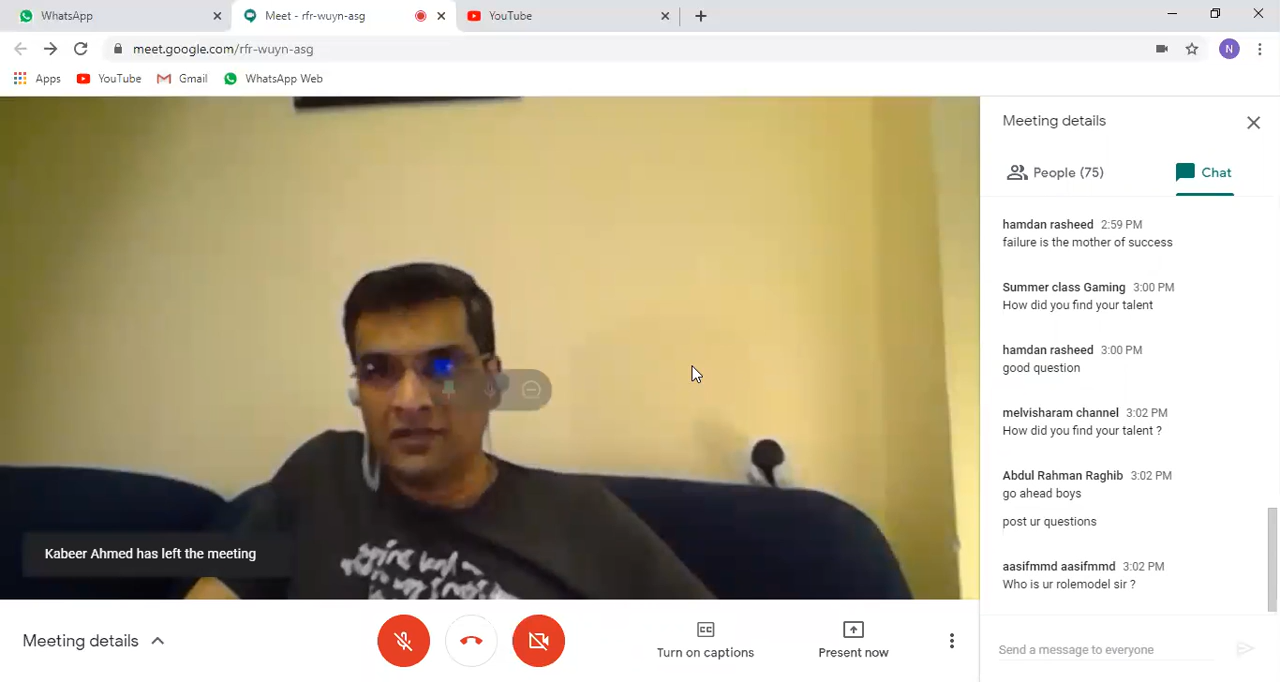 WhatsApp
Meet - rfr-wuyn-asg
YouTube
meet.google.com/rfr-wuyn-asg
N
Apps
YouTube
Gmail
WhatsApp Web
Meeting details
People (75)
Chat
hamdan rasheed 2:59 PM
failure is the mother of success
Summer class Gaming 3:00 PM
How did you find your talent
hamdan rasheed 3:00 PM
good question
melvisharam channel 3:02 PM
How did you find your talent ?
Abdul Rahman Raghib 3:02 PM
go ahead boys
post ur questions
aasifmmd aasifmmd 3:02 PM
Who is ur rolemodel sir ?
Kabeer Ahmed has left the meeting
Meeting details
Turn on captions
Present now
Send a message to everyone